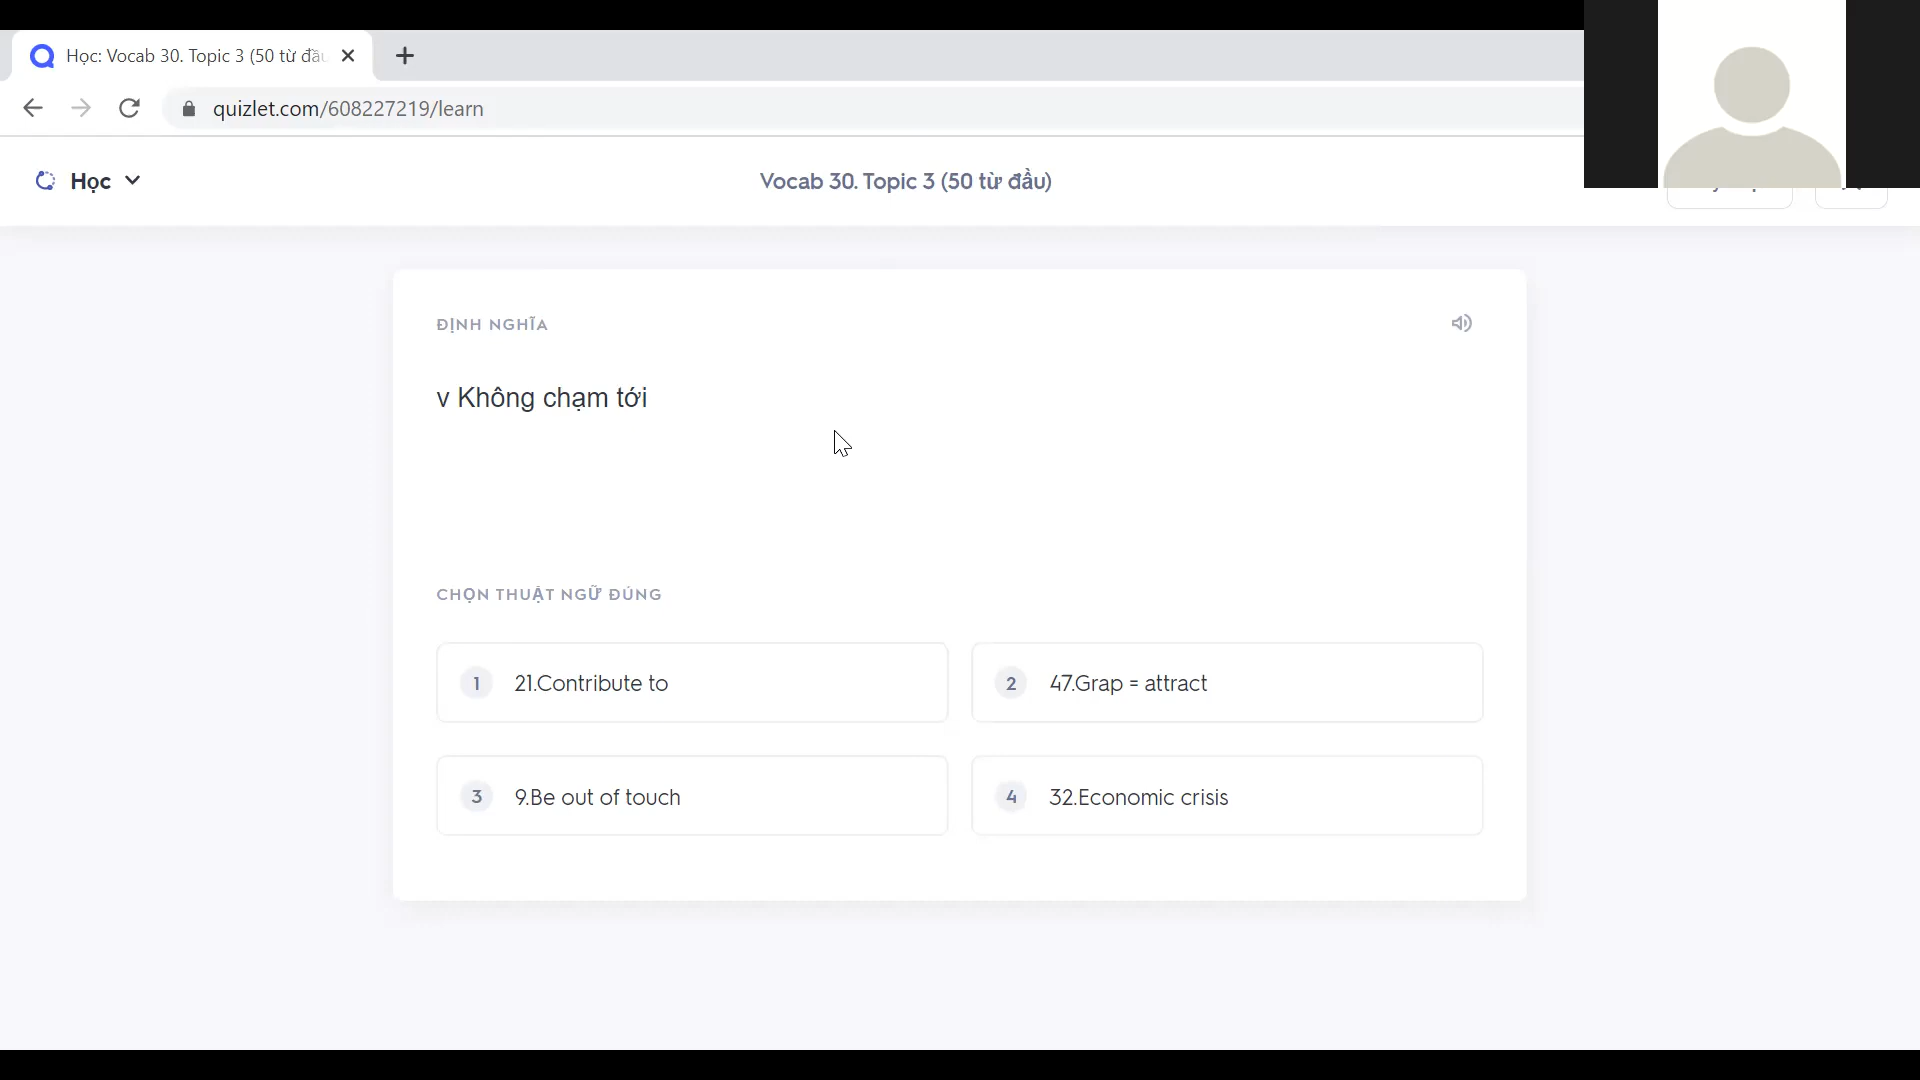 Học: Vocab 30. Topic 3 (50 từ đầu
quizlet.com/608227219/learn
Học
Vocab 30. Topic 3 (50 từ đầu)
ĐỊNH NGHĨA
v Không chạm tới
CHỌN THUẬT NGỮ ĐÚNG
1 21.Contribute to
2 47.Grap = attract
3 9.Be out of touch
4 32.Economic crisis